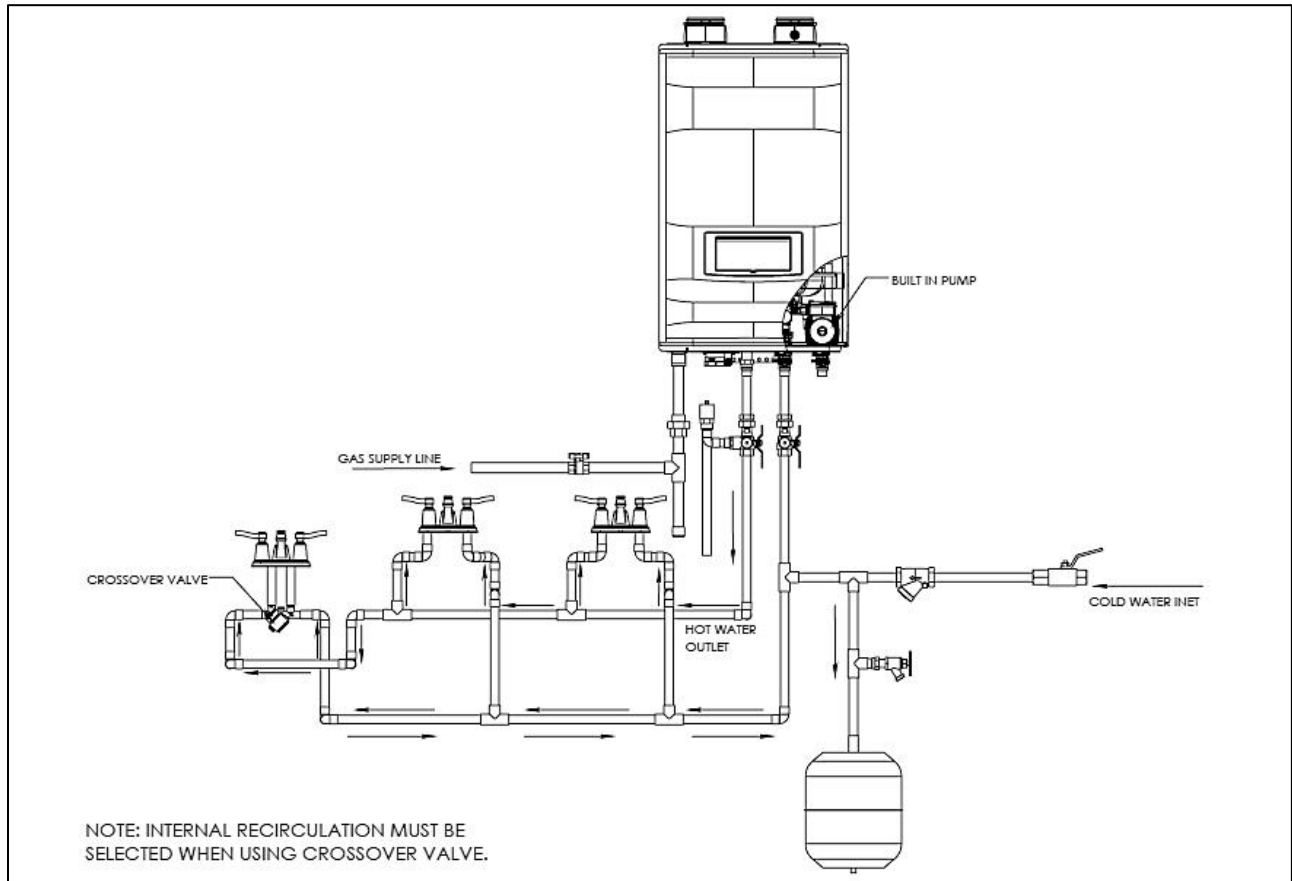 BUILT IN PUMP
GAS SUPPLY LINE
CROSSOVER VALVE
COLD WATER INET
HOT WATER
OUTLET
NOTE: INTERNAL RECIRCULATION MUST BE
SELECTED WHEN USING CROSSOVER VALVE.